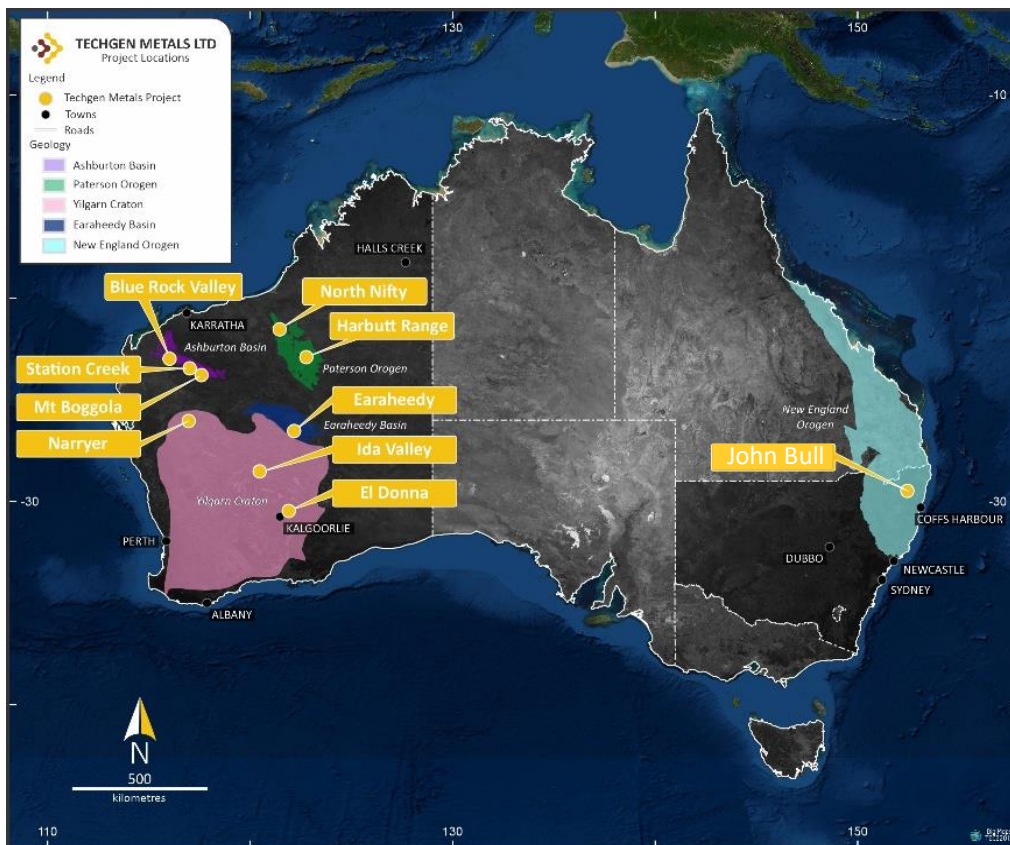 130
150
TECHGEN METALS LTD
Project Locations
Legend
Techgen Metals Project
Towns
Roads
Geology
Ashburton Basin
Paterson Orogen
Yilgarn Craton
Earaheedy Basin
New England Orogen
-10
HALLS CREEK
Blue Rock Valley
North Nifty
KARRATHA
Harbutt Range
Ashburton Basin
Station Creek
Paterson Orogen
Mt Boggola
Earaheedy
Narryer
Earaheedy Basin
New England
Orogen
Ida Valley
John Bull
El Donna
Yilgarn Craton
-30
-30
KALGOORLIE
COFFS HARBOUR
PERTH
DUBBO
NEWCASTLE
SYDNEY
ALBANY
N
500
kilometres
110
130
150